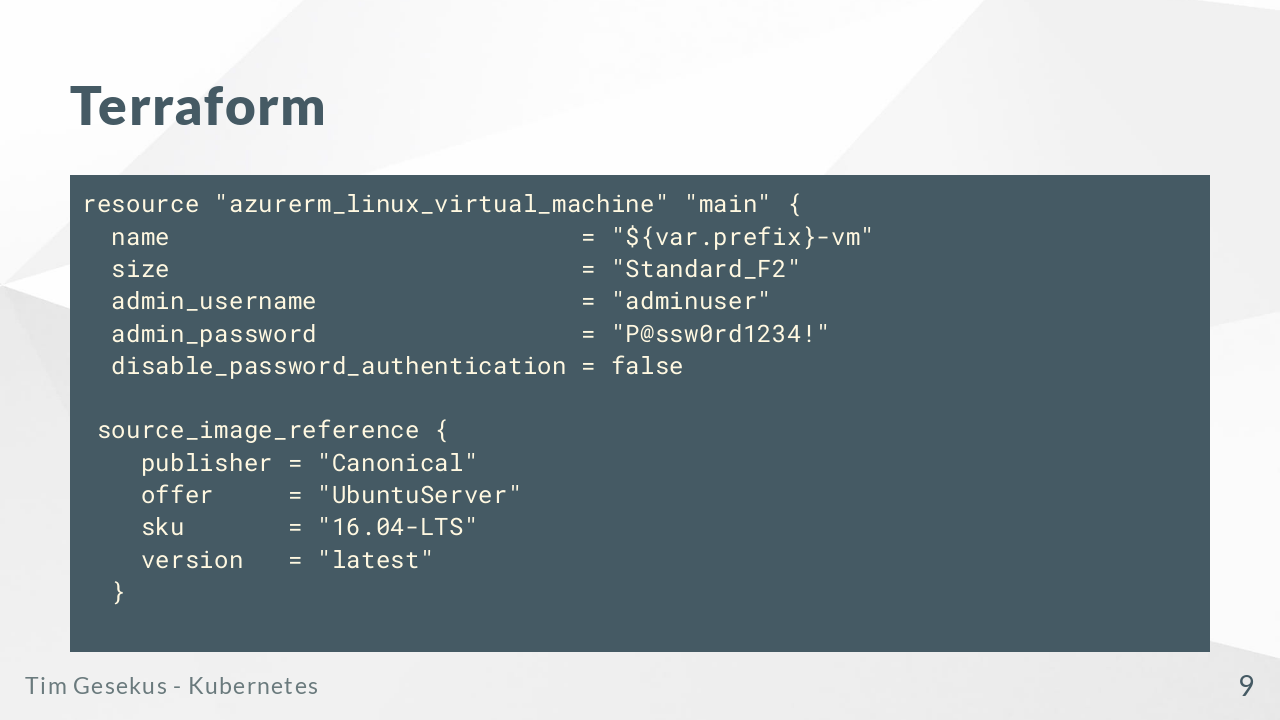 Terraform
resource "azurerm_linux_virtual_machine" "main" {
  name                            = "${var.prefix}-vm"
  size                            = "Standard_F2"
  admin_username                  = "adminuser"
  admin_password                  = "P@ssw0rd1234!"
  disable_password_authentication = false

 source_image_reference {
    publisher = "Canonical"
    offer     = "UbuntuServer"
    sku       = "16.04-LTS"
    version   = "latest"
  }
Tim Gesekus - Kubernetes
9